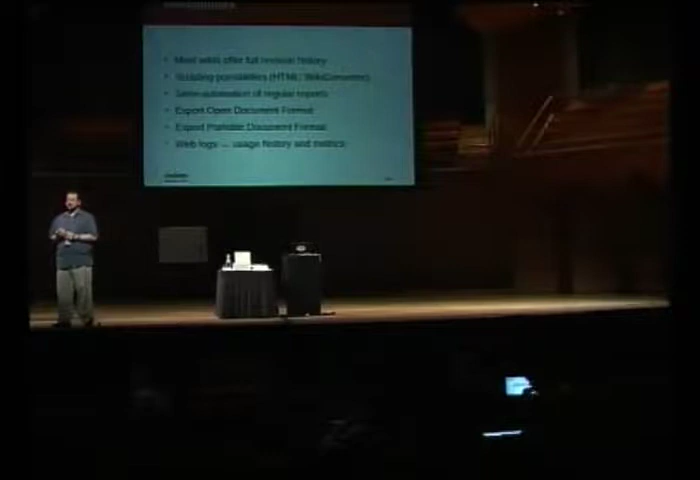 Most wikis offer full revision history
Scripting possibilities (HTML, WikiConverter)
Semi-automation of regular reports
Export Open Document Format
Export Portable Document Format
Web logs – usage history and metrics